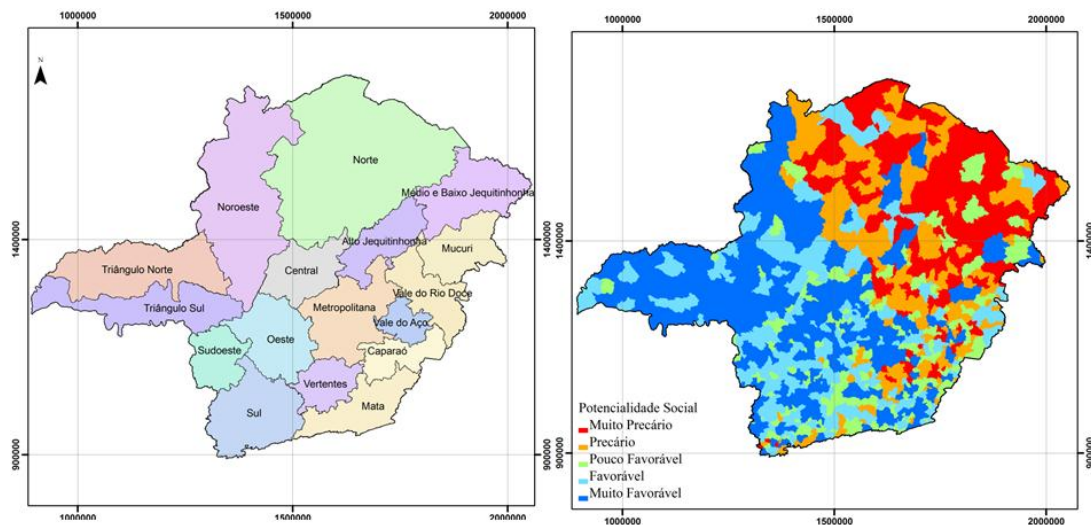 1000000 1500000 2000000
N
Norte
Noroeste
Médio e Baixo Jequitinhonha
Alto Jequitinhonha
Mucuri
1400000
1400000
Triângulo Norte
Central
Triângulo Sul
Metropolitana
Vale do Rio Doce
Vale do Aço
Sudoeste
Oeste
Caparaó
Vertentes
Sul
Mata
900000
900000
1000000 1500000 2000000
1000000 1500000 2000000
1400000
Potencialidade Social
Muito Precário
Precário
Pouco Favorável
Favorável
Muito Favorável
900000
1000000 1500000 2000000